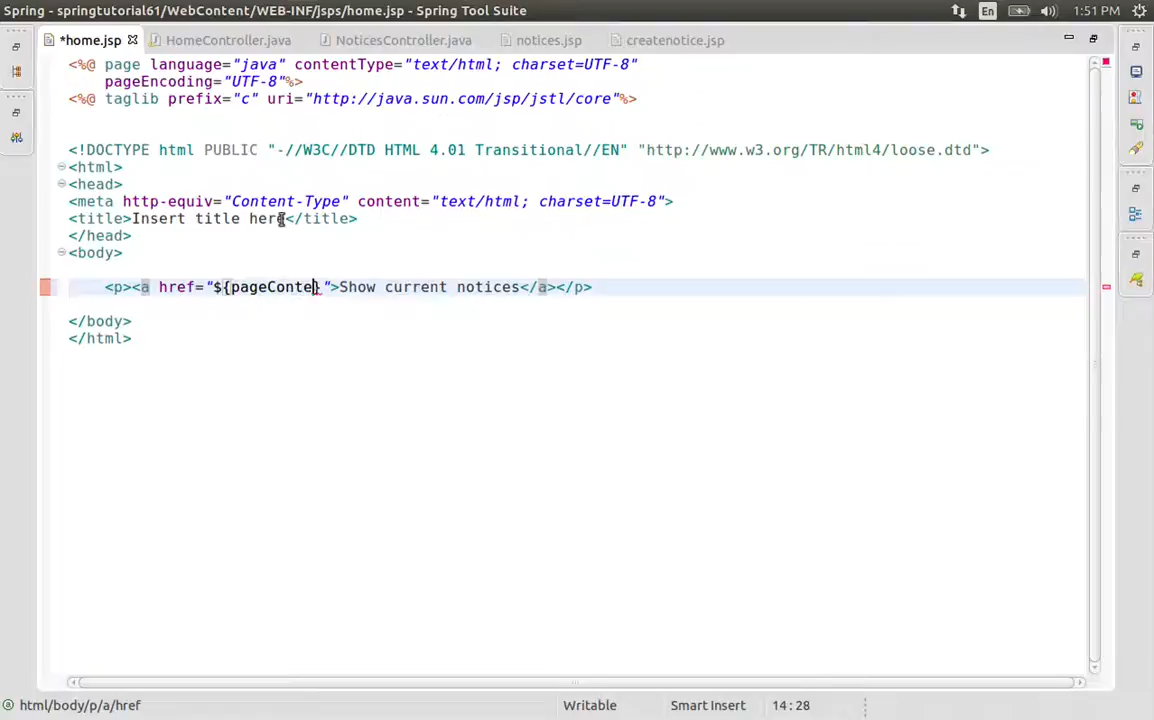 Spring - springtutorial61/WebContent/WEB-INF/jsps/home.jsp - Spring Tool Suite
En
1:51 PM
*home.jsp
HomeController.java
NoticesController.java
notices.jsp
createnotice.jsp
<%@ page language="java" contentType="text/html; charset=UTF-8"
pageEncoding="UTF-8"%>
<%@ taglib prefix="c" uri="http://java.sun.com/jsp/jstl/core"%>
<!DOCTYPE html PUBLIC "-//W3C//DTD HTML 4.01 Transitional//EN" "http://www.w3.org/TR/html4/loose.dtd">
<html>
<head>
<meta http-equiv="Content-Type" content="text/html; charset=UTF-8">
<title>Insert title here</title>
</head>
<body>
<p><a href="${pageConte}">Show current notices</a></p>
</body>
</html>
html/body/p/a/href
Writable
Smart Insert
14:28